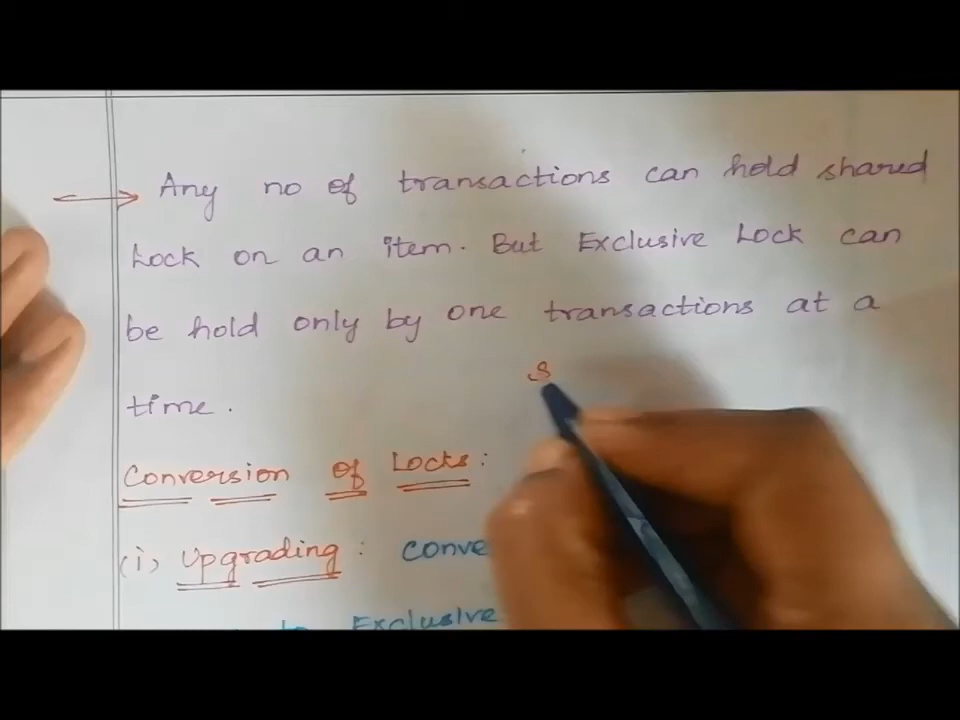 Any no of transactions can hold shared
Lock on an item. But Exclusive Lock can
be hold only by one transactions at a
s
time.
Conversion of Locks:
(i) Upgrading:
to Exclusive